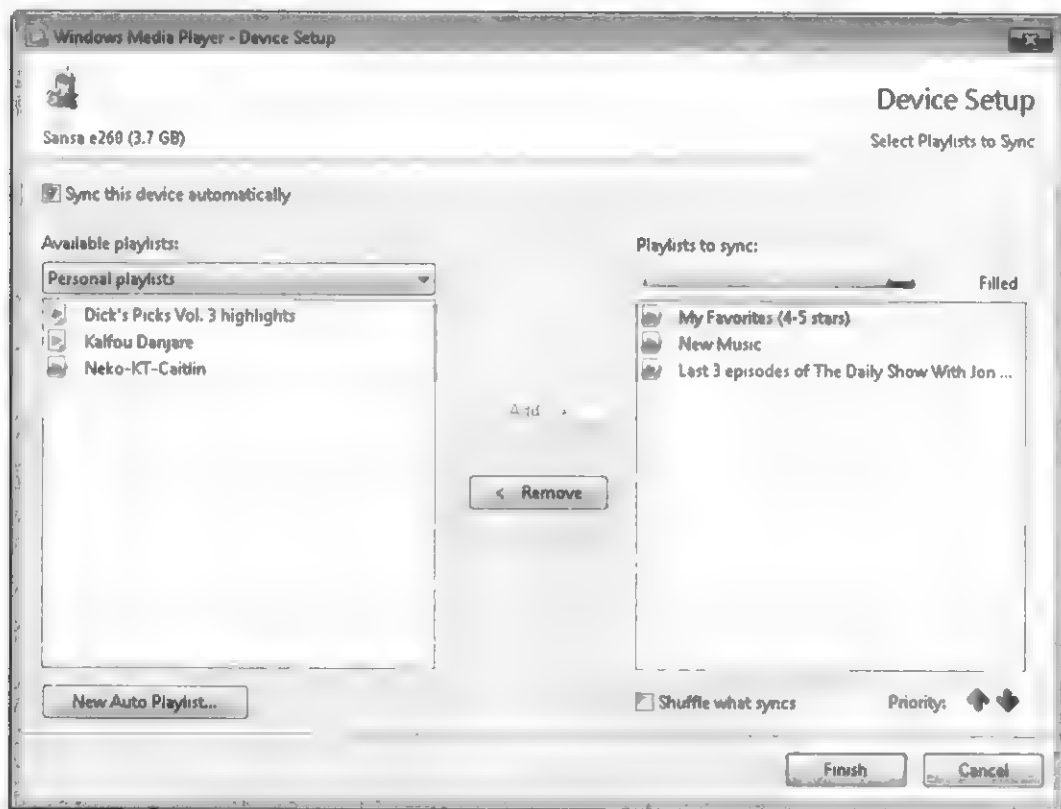 Windows Media Player - Device Setup
Device Setup
Sansa e260 (3.7 GB)
Select Playlists to Sync
Sync this device automatically
Available playlists:
Playlists to sync:
Personal playlists
Filled
Dick's Picks Vol. 3 highlights
Kalfou Danjare
Neko-KT-Caitlin
My Favorites (4-5 stars)
New Music
Last 3 episodes of The Daily Show With Jon ...
Add >
< Remove
New Auto Playlist...
Shuffle what syncs
Priority:
Finish
Cancel